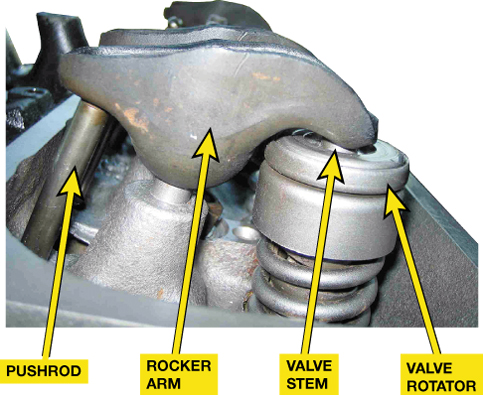 PUSHROD
ROCKER
ARM
VALVE
STEM
VALVE
ROTATOR